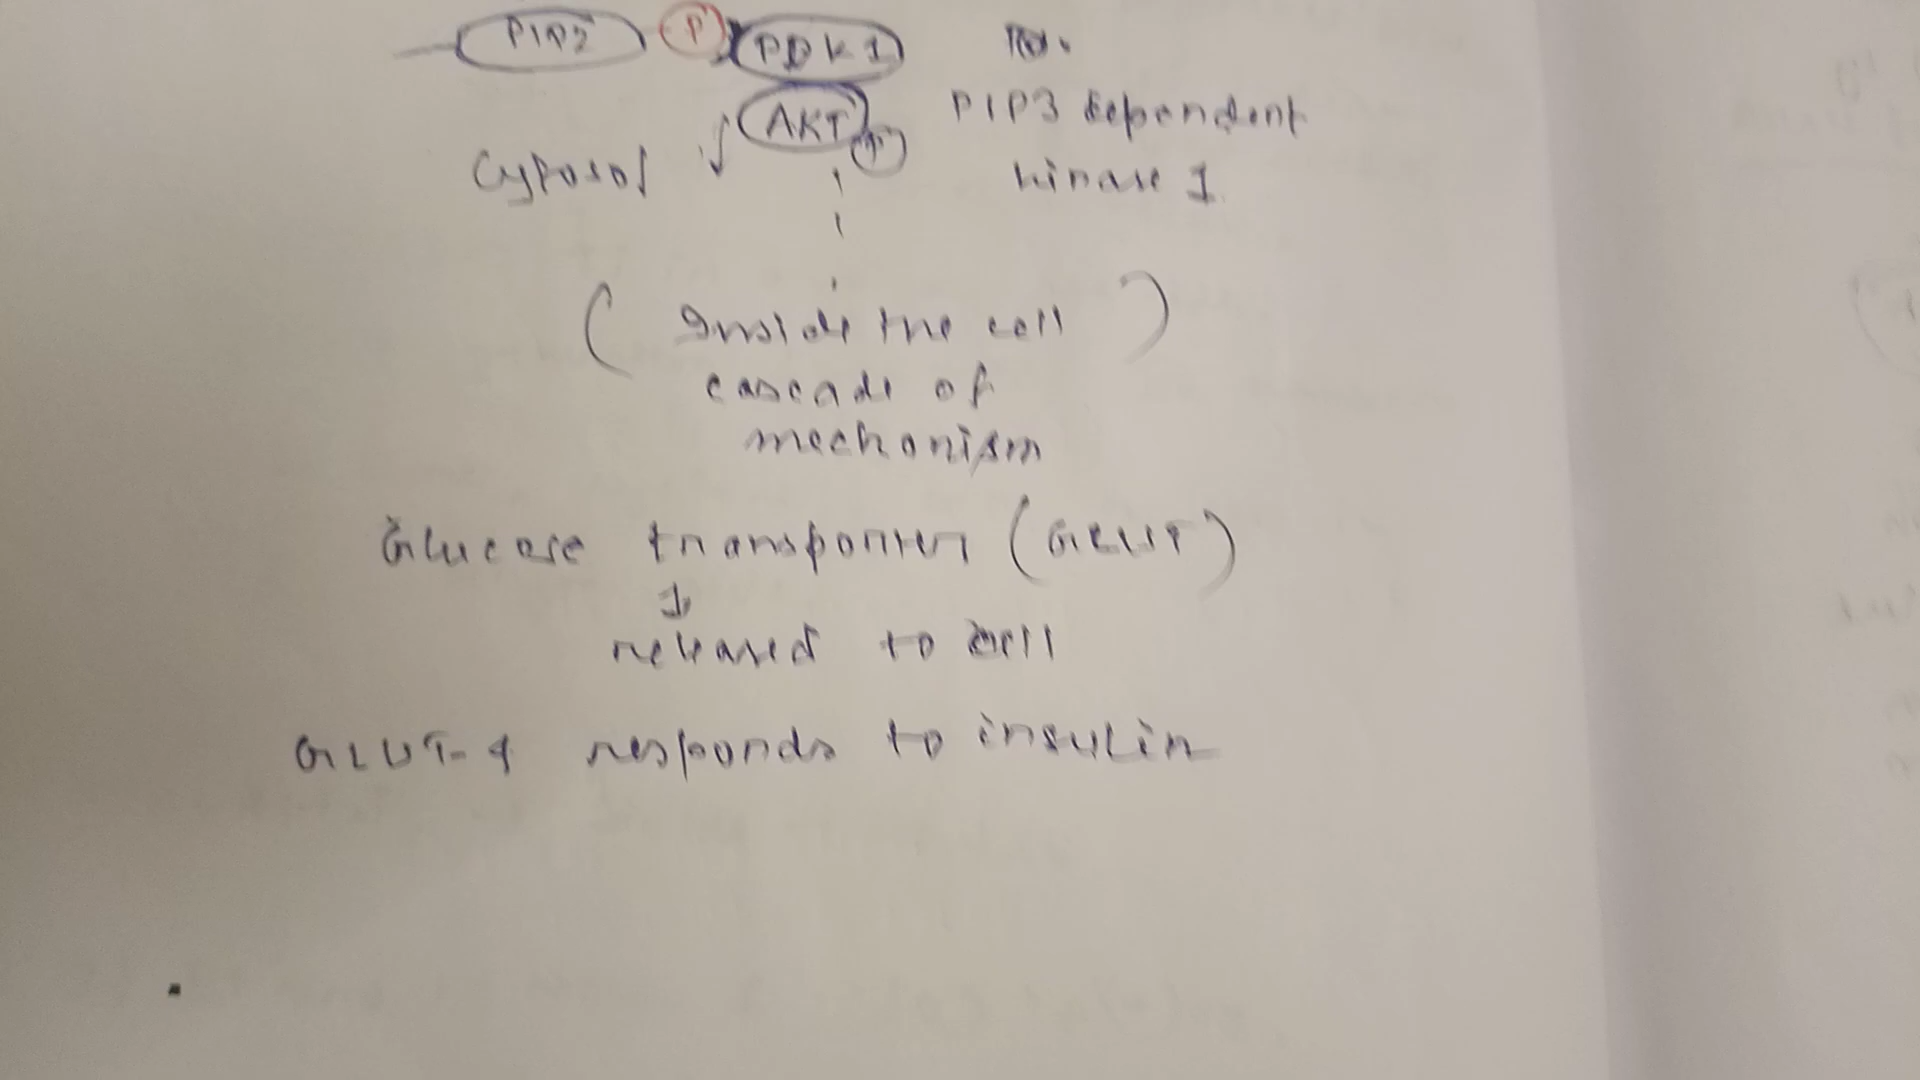 PIP2 P PDK1
PIP3 dependent
AKT P
Cytosol
kinase 1
(Inside the cell)
cascade of
mechanism
Glucose transporter (GLUT)
released to cell
GLUT-4 responds to insulin